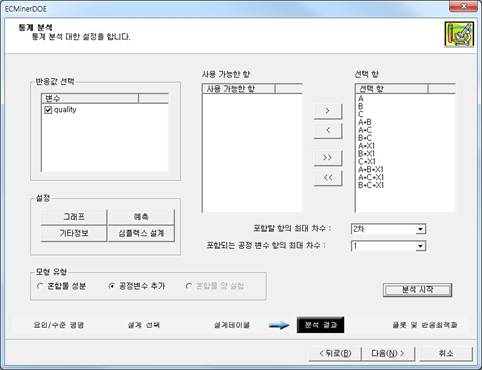 ECMinerDOE
통계 분석
통계 분석 대한 설정을 합니다.
반응값 선택
변수
quality
사용 가능한 항
사용 가능한 항
선택 항
선택 항
A
B
C
A*B
A*C
B*C
A*X1
B*X1
C*X1
A*B*X1
A*C*X1
B*C*X1
>
<
>>
<<
설정
그래프
예측
기타정보
심플렉스 설계
포함할 항의 최대 차수 :
2차
포함되는 공정 변수 항의 최대 차수 :
1
모형 유형
혼합물 성분
공정변수 추가
혼합물 양 실험
분석 시작
요인/수준 명명
설계 선택
설계테이블
분석 결과
플롯 및 반응최적화
< 뒤로(B)
다음(N) >
취소